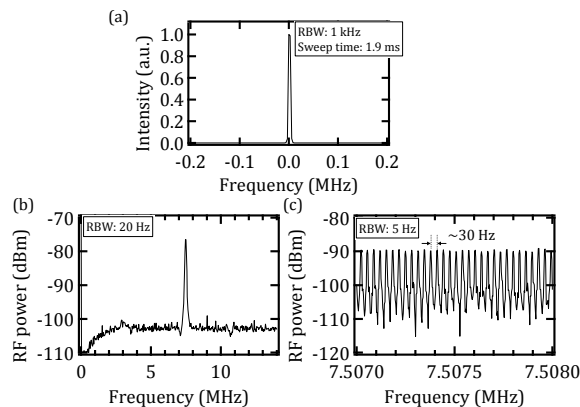 (a)
RBW: 1 kHz
Sweep time: 1.9 ms
Intensity (a.u.)
1.0
0.8
0.6
0.4
0.2
0.0
-0.2 -0.1 0.0 0.1 0.2
Frequency (MHz)
(b)
RBW: 20 Hz
RF power (dBm)
-70
-80
-90
-100
-110
0 5 10
Frequency (MHz)
(c)
RBW: 5 Hz
~30 Hz
RF power (dBm)
-70
-80
-90
-100
-110
-120
7.5070 7.5075 7.5080
Frequency (MHz)